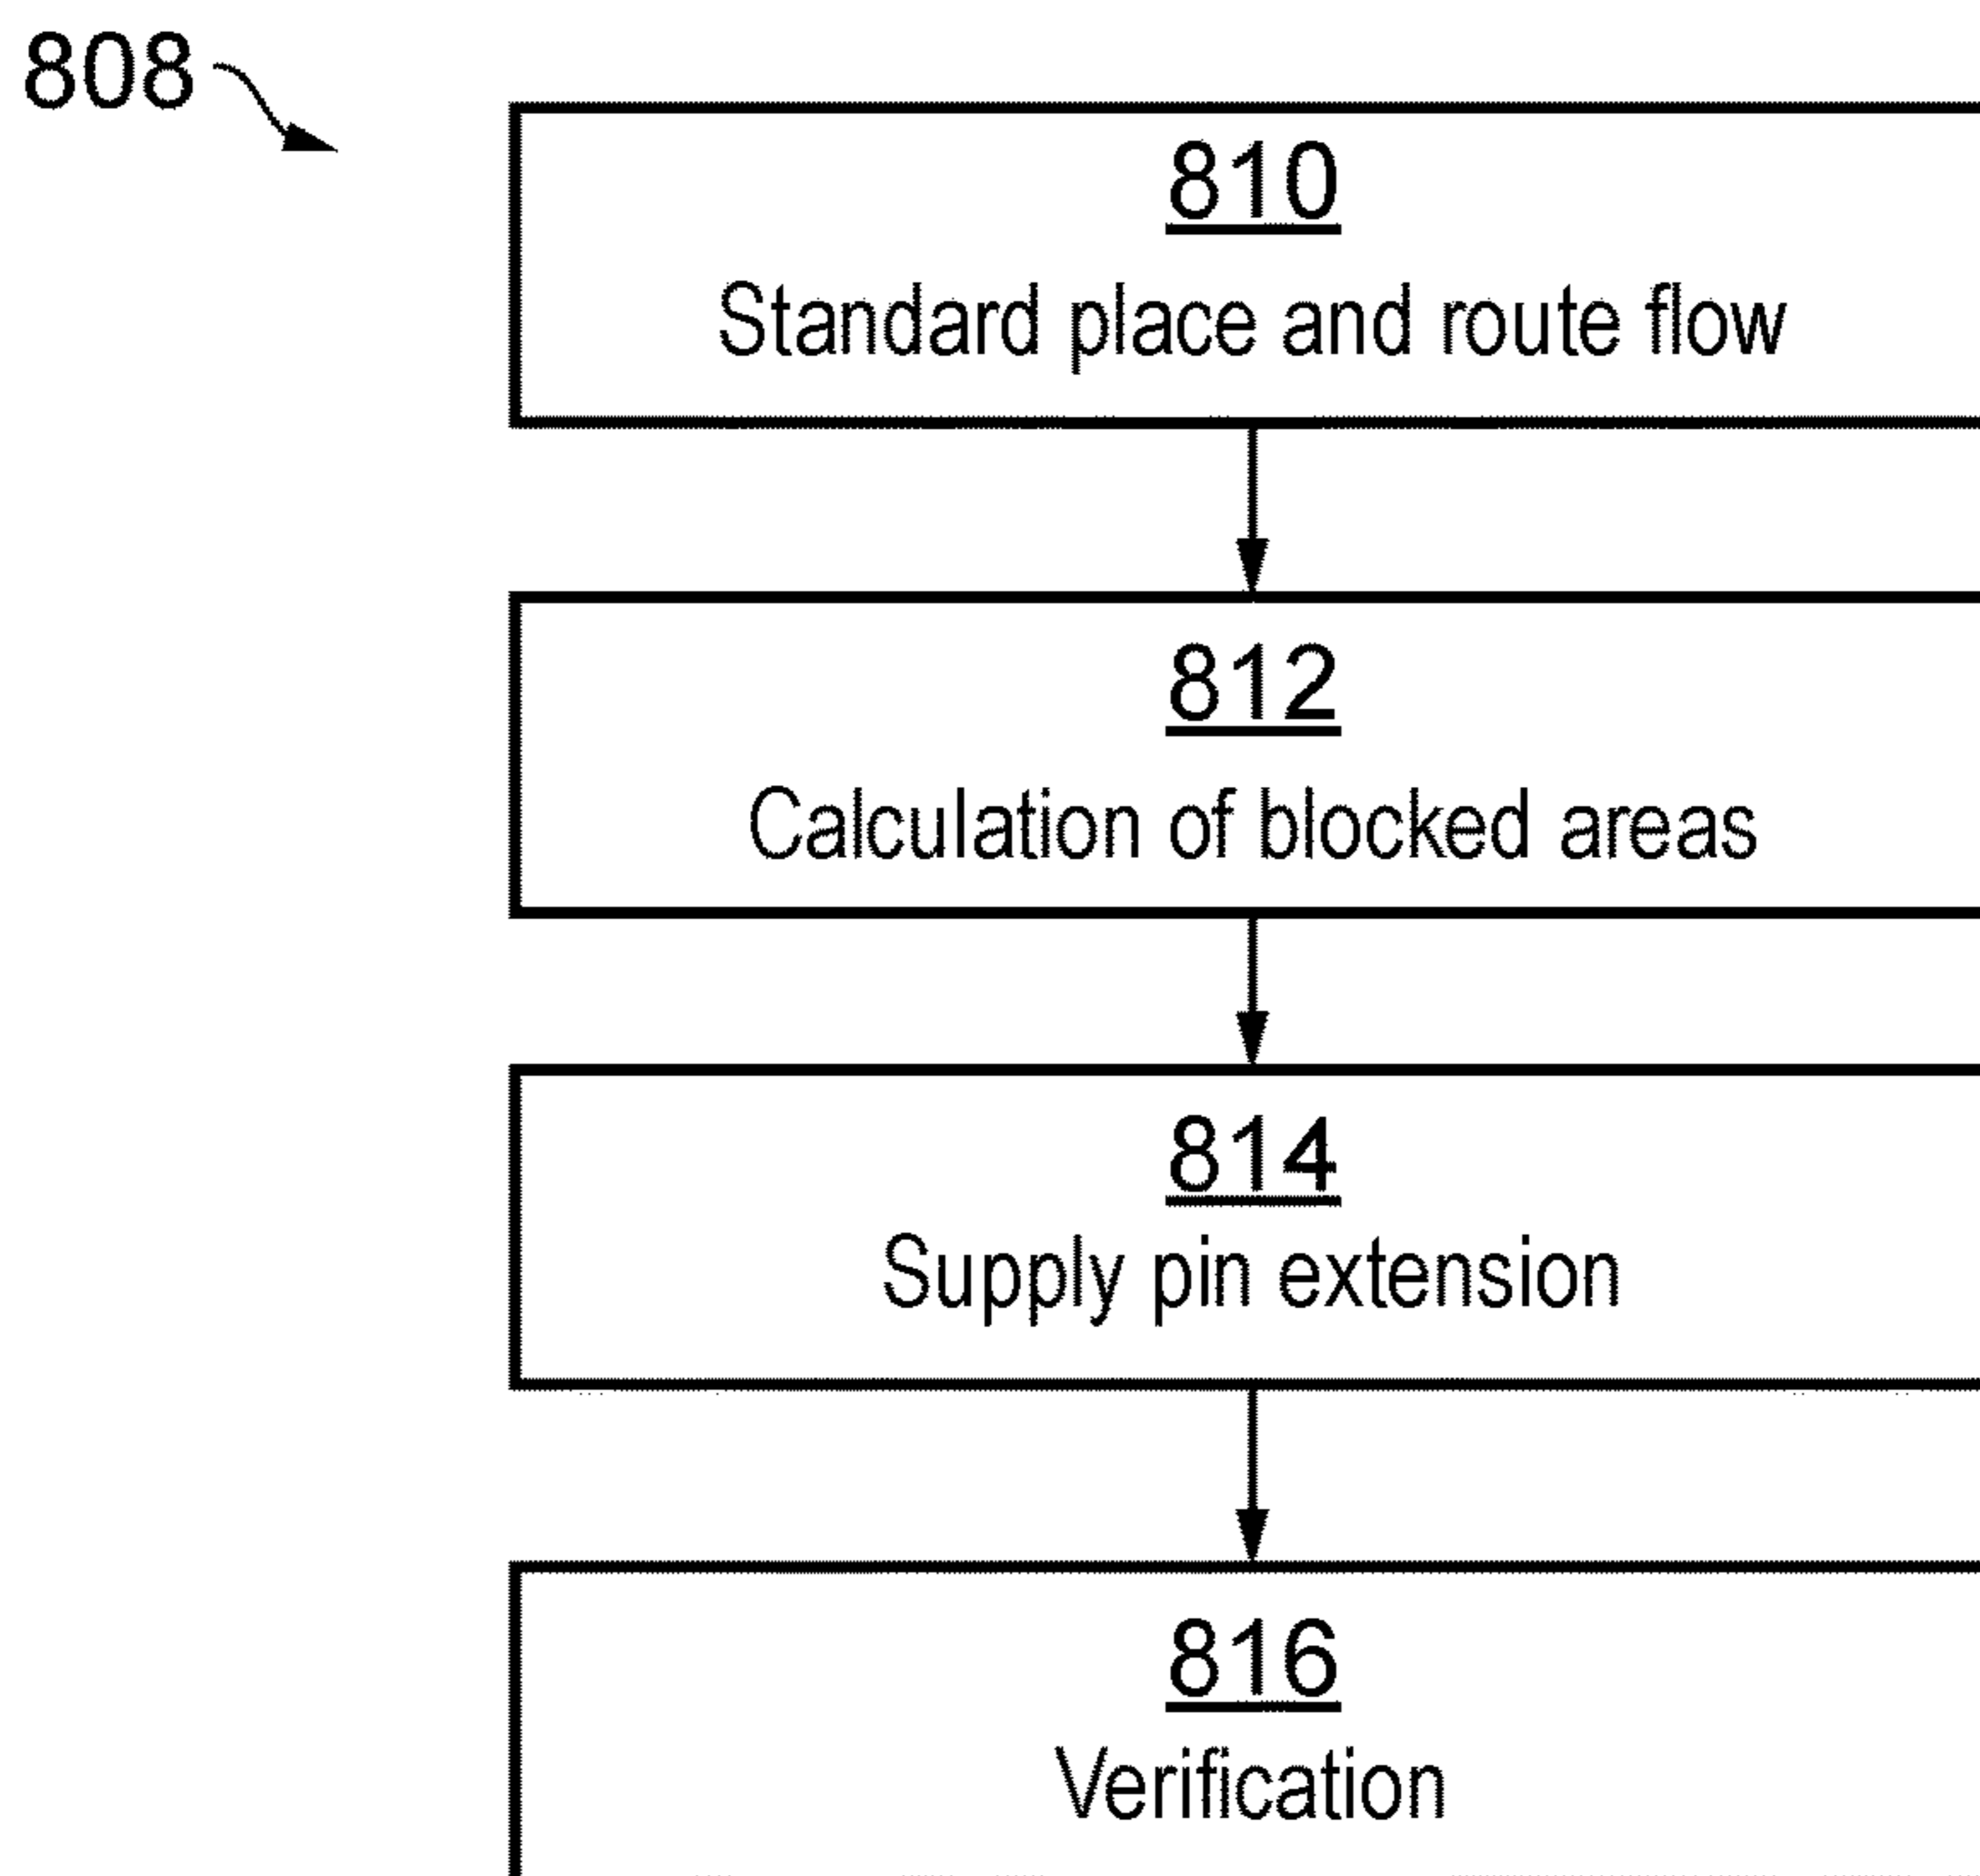 808
810
Standard place and route flow
812
Calculation of blocked areas
814
Supply pin extension
816
Verification